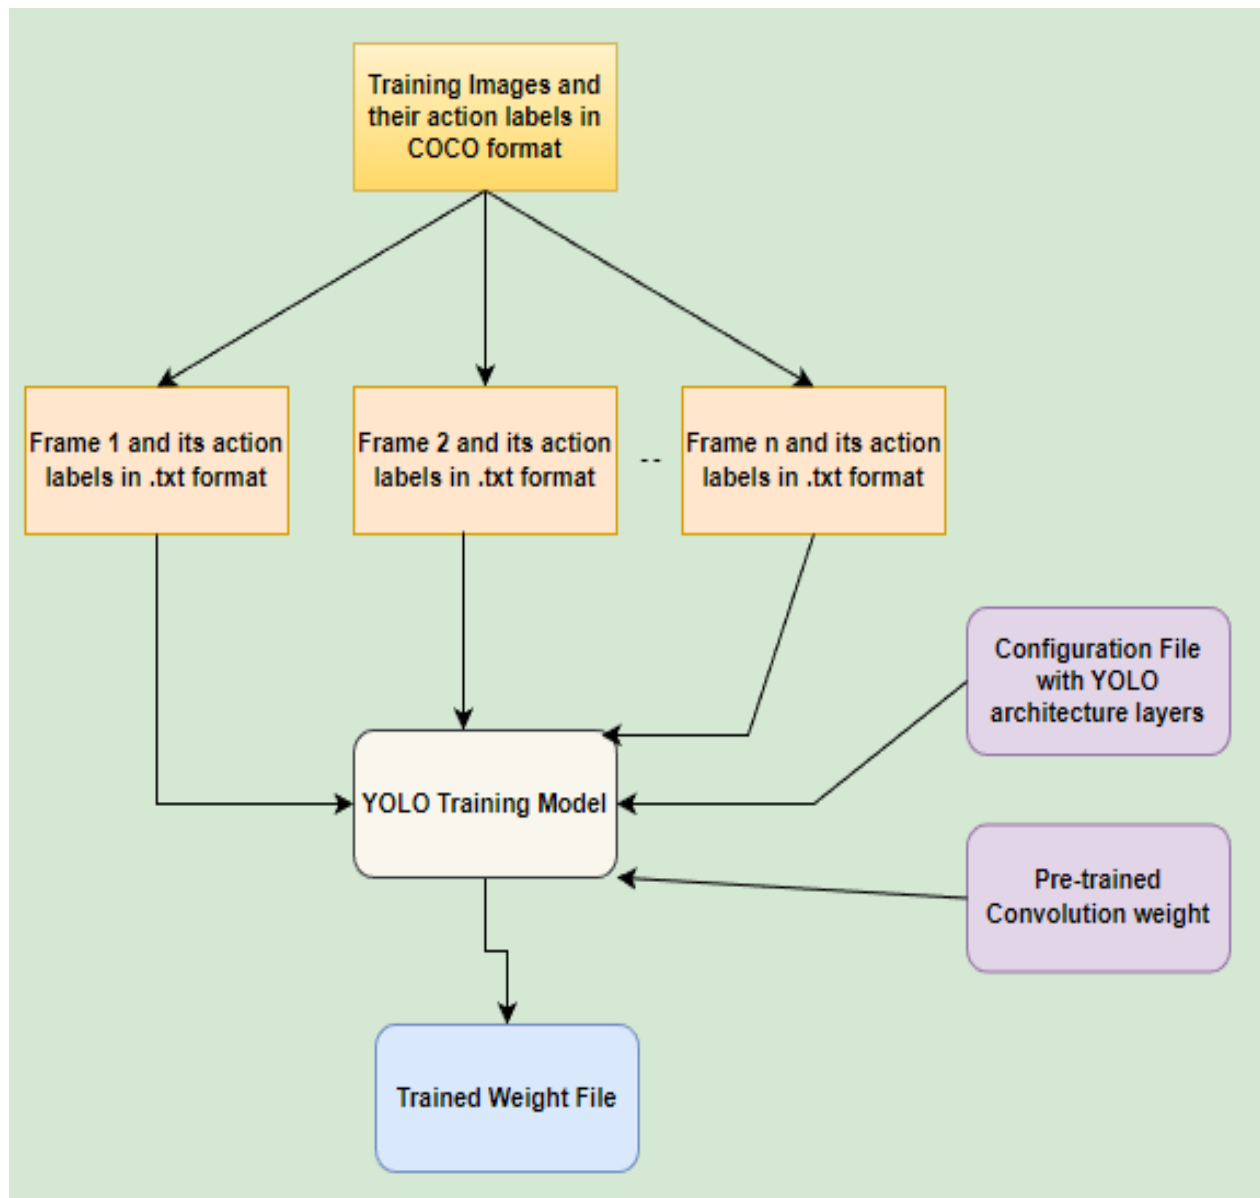 Training Images and
their action labels in
COCO format
Frame 1 and its action
labels in .txt format
Frame 2 and its action
labels in .txt format
--
Frame n and its action
labels in .txt format
Configuration File
with YOLO
architecture layers
YOLO Training Model
Pre-trained
Convolution weight
Trained Weight File